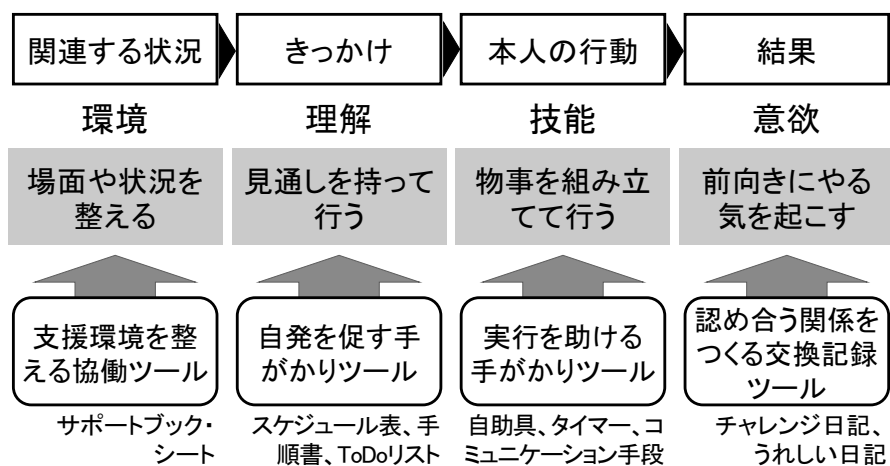 関連する状況
きっかけ
本人の行動
結果
環境
理解
技能
意欲
場面や状況を
整える
見通しを持って
行う
物事を組み立
てて行う
前向きにやる
気を起こす
支援環境を整
える協働ツール
自発を促す手
がかりツール
実行を助ける
手がかりツール
認め合う関係を
つくる交換記録
ツール
サポートブック・
シート
スケジュール表、手
順書、ToDoリスト
自助具、タイマー、コ
ミュニケーション手段
チャレンジ日記、
うれしい日記